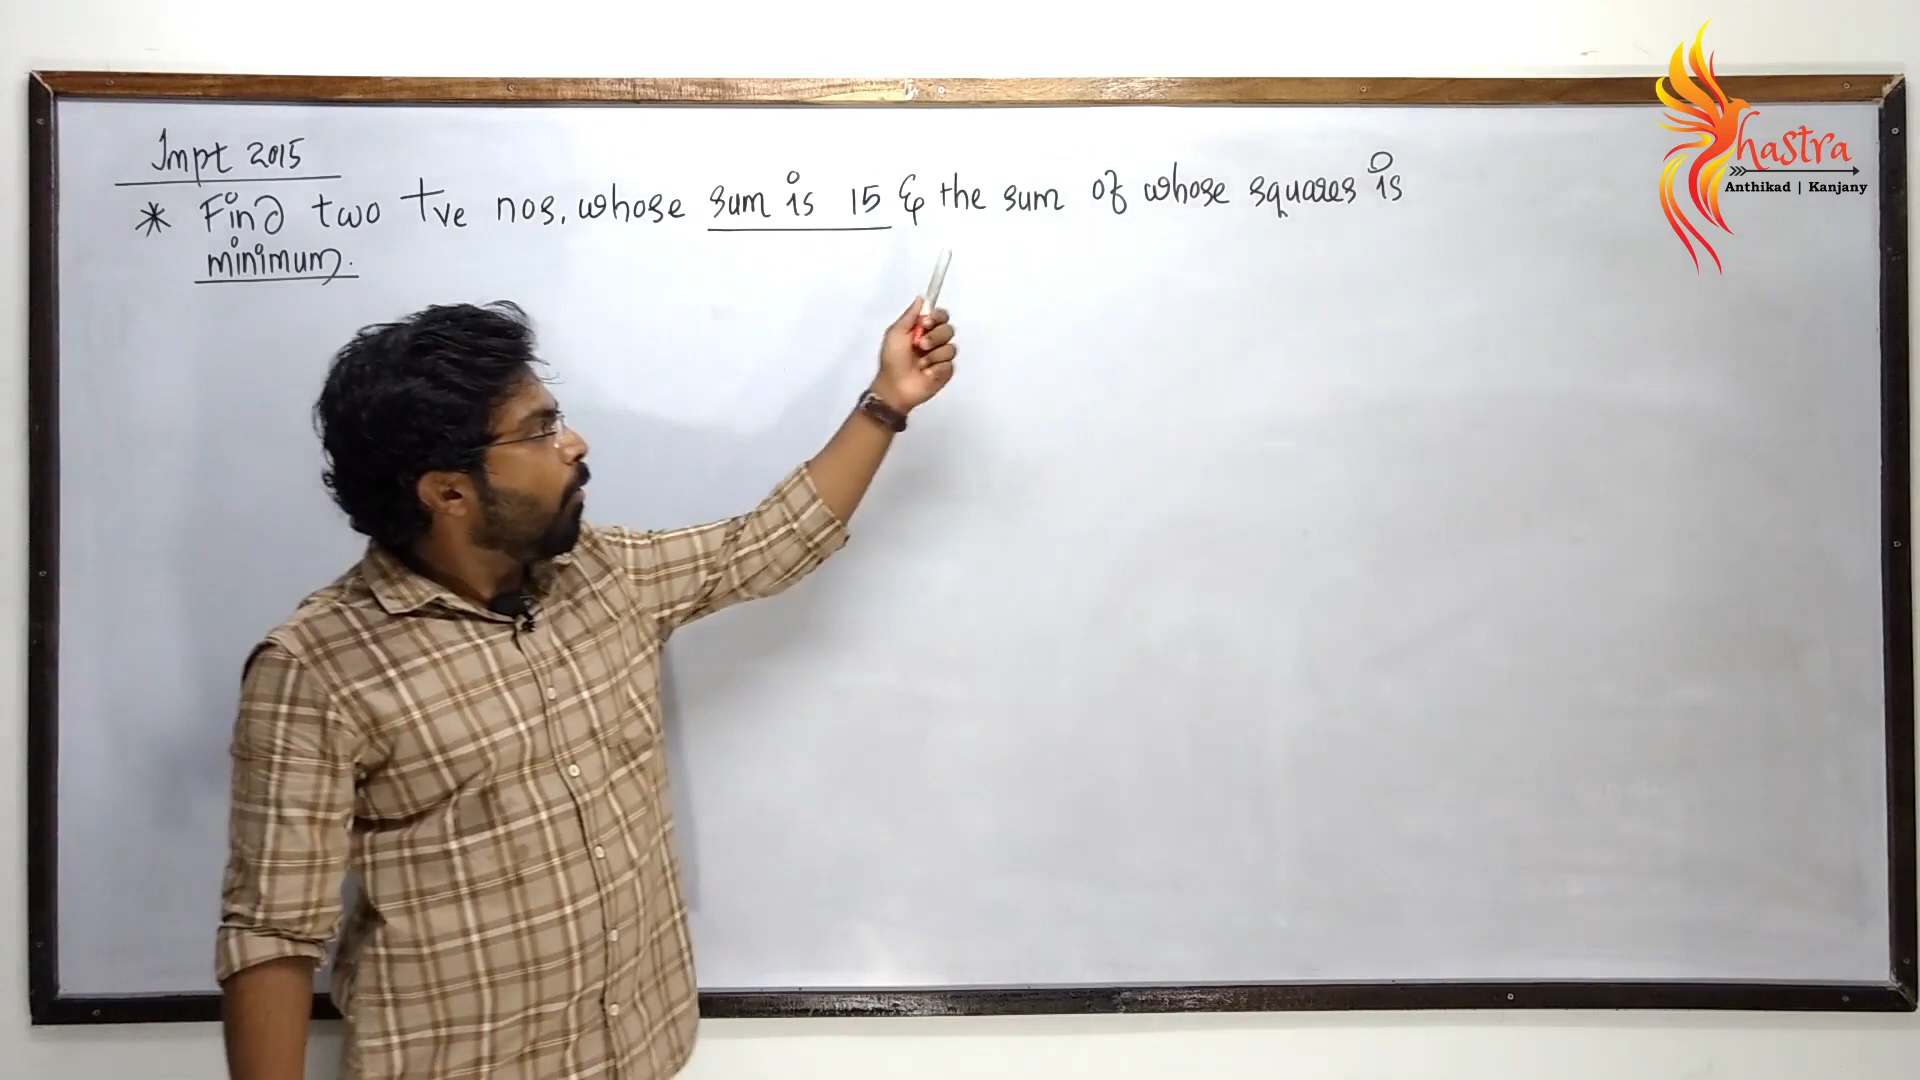 Impt 2015
* Find two +ve nos. whose sum is 15 & the sum of whose squares is
minimum.
Shastra
Anthikad | Kanjany